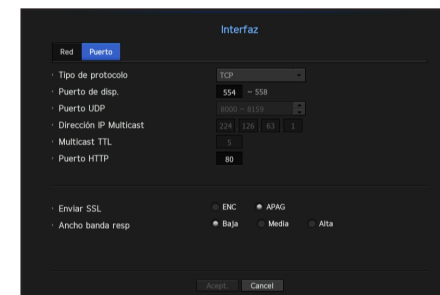 Interfaz
Red Puerto
· Tipo de protocolo TCP
· Puerto de disp. 554 ~ 558
· Puerto UDP 8000 ~ 8159
· Dirección IP Multicast 224 126 63 1
· Multicast TTL 5
· Puerto HTTP 80
· Enviar SSL ENC APAG
· Ancho banda resp Baja Media Alta
Acept. Cancel